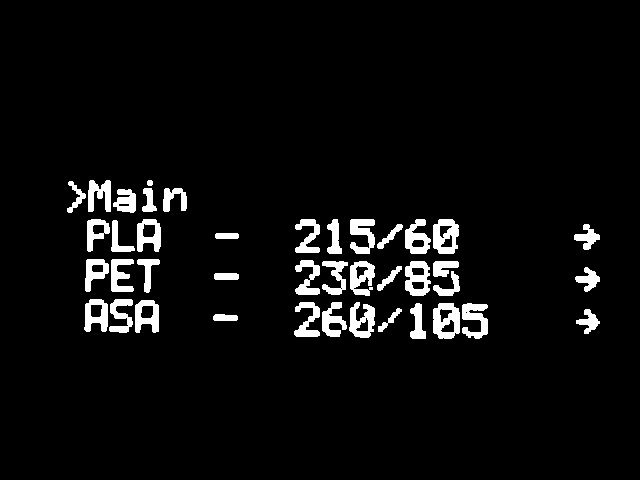 >Main
PLA - 215/60 →
PET - 230/85 →
ASA - 260/105 →